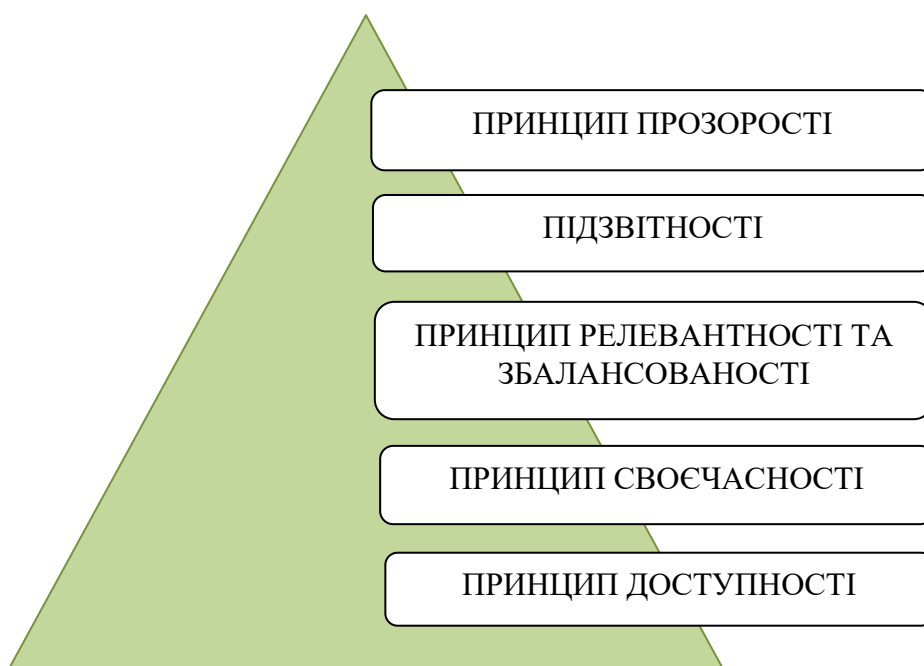 ПРИНЦИП ПРОЗОРОСТІ
ПІДЗВІТНОСТІ
ПРИНЦИП РЕЛЕВАНТНОСТІ ТА
ЗБАЛАНСОВАНОСТІ
ПРИНЦИП СВОЄЧАСНОСТІ
ПРИНЦИП ДОСТУПНОСТІ